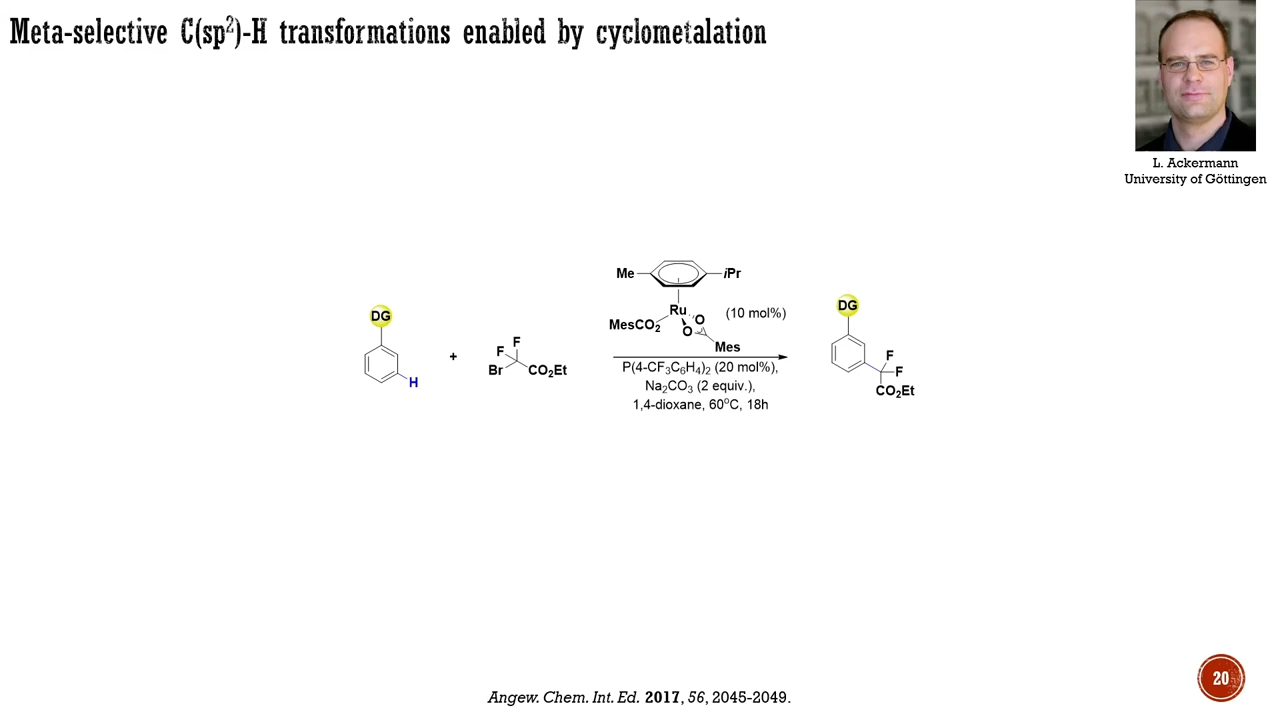 Meta-selective C(sp²)-H transformations enabled by cyclometalation
L. Ackermann
University of Göttingen
DG
H
+
F
F
Br
CO₂Et
Me
iPr
Ru
MesCO₂
O
O
Mes
(10 mol%)
P(4-CF₃C₆H₄)₂ (20 mol%),
Na₂CO₃ (2 equiv.),
1,4-dioxane, 60°C, 18h
DG
F
F
CO₂Et
Angew. Chem. Int. Ed. 2017, 56, 2045-2049.
20